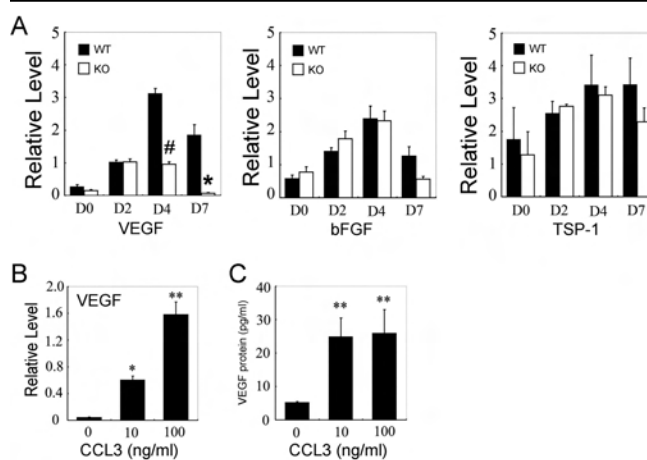 A
Relative Level
5
4
3
2
1
0
WT
KO
#
*
D0 D2 D4 D7
VEGF
Relative Level
5
4
3
2
1
0
WT
KO
D0 D2 D4 D7
bFGF
Relative Level
5
4
3
2
1
0
WT
KO
D0 D2 D4 D7
TSP-1
B
Relative Level
2.0
1.6
1.2
0.8
0.4
0
VEGF
*
**
0 10 100
CCL3 (ng/ml)
C
VEGF protein (pg/ml)
40
30
20
10
0
**
**
0 10 100
CCL3 (ng/ml)